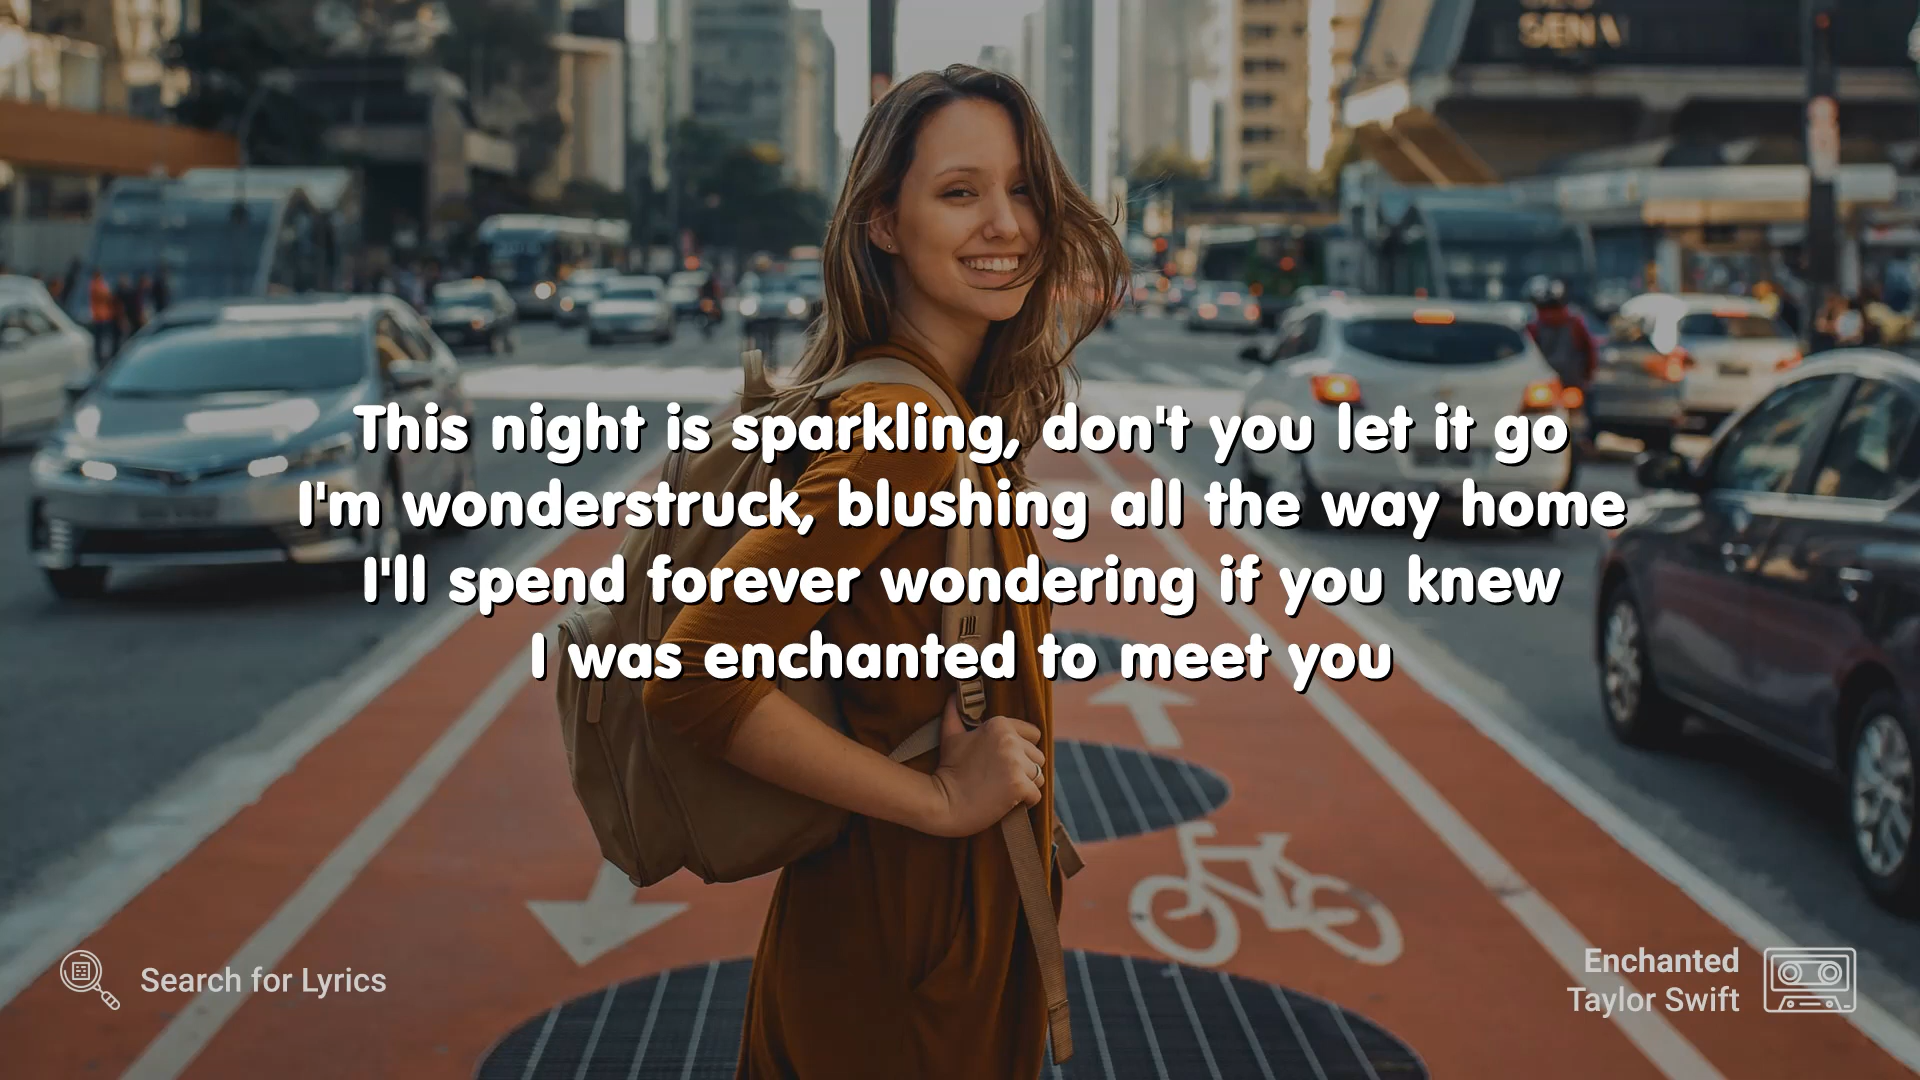 This night is sparkling, don't you let it go
I'm wonderstruck, blushing all the way home
I'll spend forever wondering if you knew
I was enchanted to meet you
Search for Lyrics
Enchanted
Taylor Swift